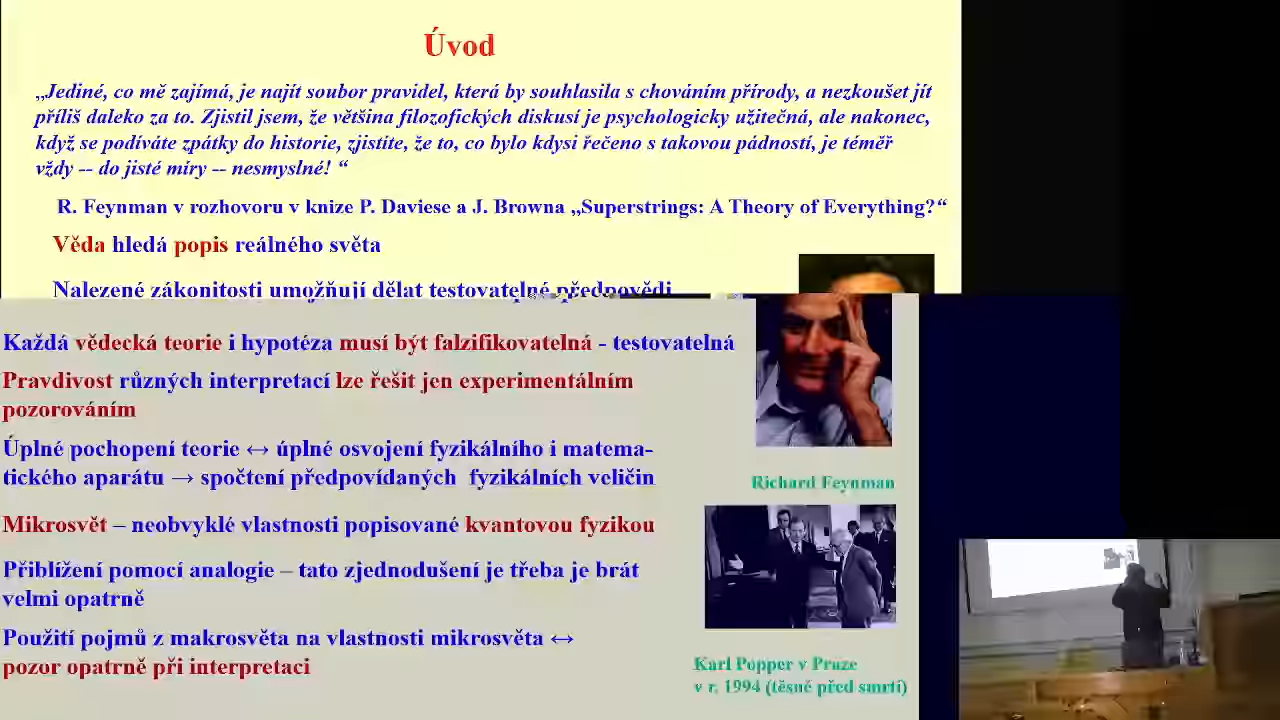 Úvod
„Jediné, co mě zajímá, je najít soubor pravidel, která by souhlasila s chováním přírody, a nezkoušet jít
příliš daleko za to. Zjistil jsem, že většina filozofických diskusí je psychologicky užitečná, ale nakonec,
když se podíváte zpátky do historie, zjistíte, že to, co bylo kdysi řečeno s takovou pádností, je téměř
vždy -- do jisté míry -- nesmyslné! “
R. Feynman v rozhovoru v knize P. Daviese a J. Browna „Superstrings: A Theory of Everything?“
Věda hledá popis reálného světa
Nalezené zákonitosti umožňují dělat testovatelné předpovědi
Každá vědecká teorie i hypotéza musí být falzifikovatelná - testovatelná
Pravdivost různých interpretací lze řešit jen experimentálním
pozorováním
Úplné pochopení teorie ↔ úplné osvojení fyzikálního i matema-
tického aparátu → spočtení předpovídaných fyzikálních veličin
Richard Feynman
Mikrosvět – neobvyklé vlastnosti popisované kvantovou fyzikou
Přiblížení pomocí analogie – tato zjednodušení je třeba je brát
velmi opatrně
Použití pojmů z makrosvěta na vlastnosti mikrosvěta ↔
pozor opatrně při interpretaci
Karl Popper v Praze
v r. 1994 (těsně před smrtí)